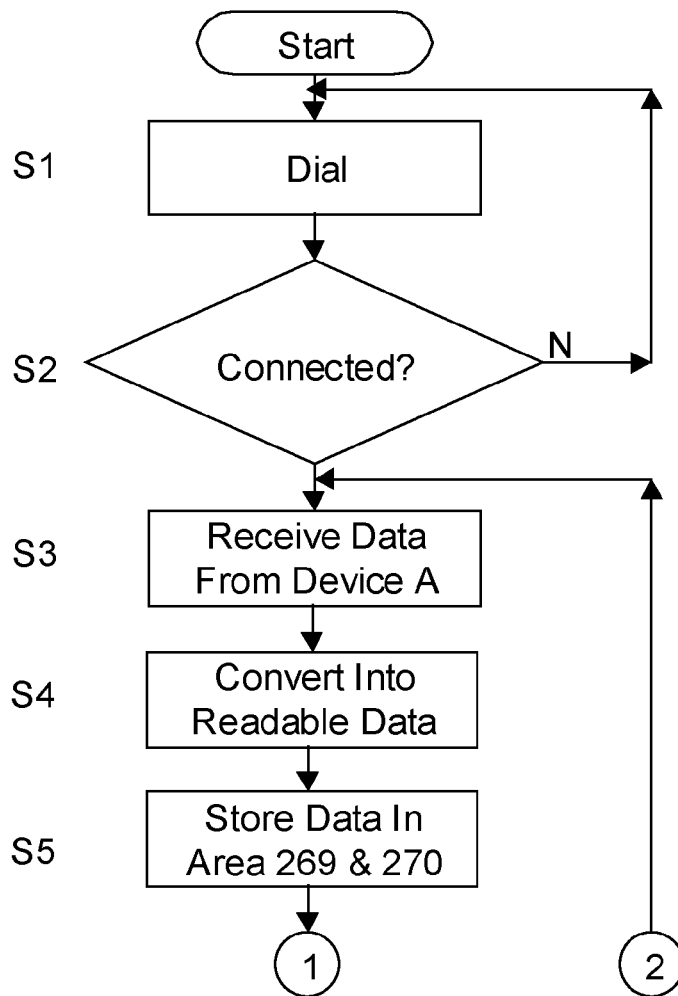 Start
S1
Dial
S2
Connected?
N
S3
Receive Data
From Device A
S4
Convert Into
Readable Data
S5
Store Data In
Area 269 & 270
1
2